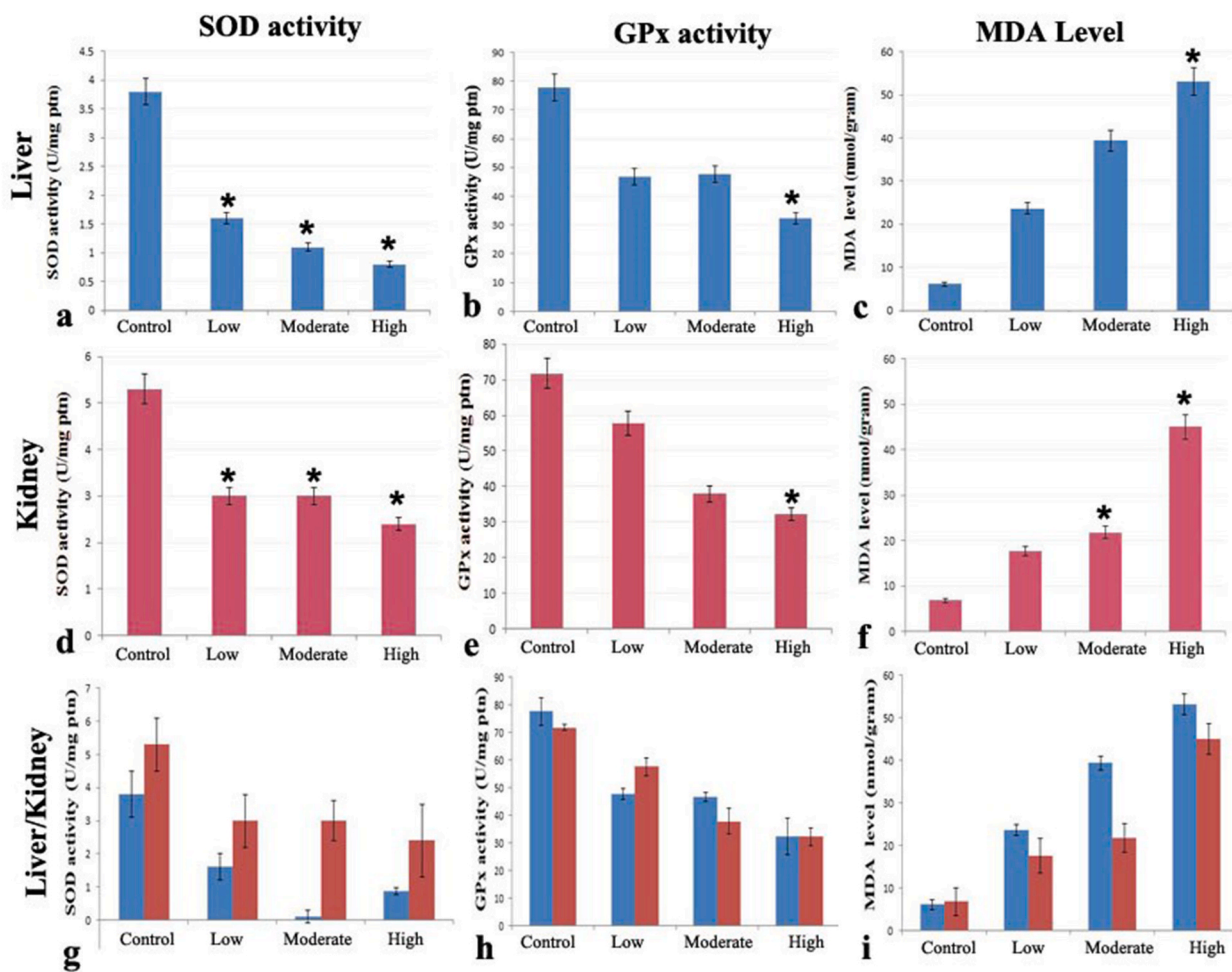 SOD activity
GPx activity
MDA Level
Liver
SOD activity (U/mg ptn)
4.5
4
3.5
3
2.5
2
1.5
1
0.5
0
*
*
*
a
Control Low Moderate High
GPx activity (U/mg ptn)
90
80
70
60
50
40
30
20
10
0
*
b
Control Low Moderate High
MDA level (nmol/gram)
60
50
40
30
20
10
0
*
c
Control Low Moderate High
Kidney
SOD activity (U/mg ptn)
6
5
4
3
2
1
0
*
*
*
d
Control Low Moderate High
GPx activity (U/mg ptn)
80
70
60
50
40
30
20
10
0
*
e
Control Low Moderate High
MDA level (nmol/gram)
60
50
40
30
20
10
0
*
*
f
Control Low Moderate High
Liver/Kidney
SOD activity (U/mg ptn)
7
6
5
4
3
2
1
0
g
Control Low Moderate High
GPx activity (U/mg ptn)
90
80
70
60
50
40
30
20
10
0
h
Control Low Moderate High
MDA level (nmol/gram)
60
50
40
30
20
10
0
i
Control Low Moderate High